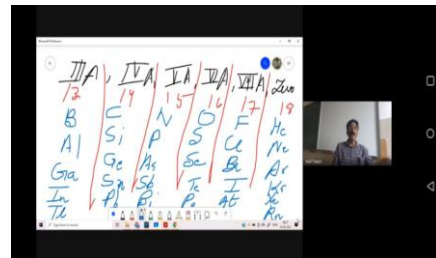 IIIA, IVA, VA, VIA, VIIA, Zero
13 14 15 16 17 18
B C N O F He
Al Si P S Cl Ne
Ga Ge As Se Br Ar
In Sn Sb Te I Kr
Tl Pb Bi Po At Xe
Rn